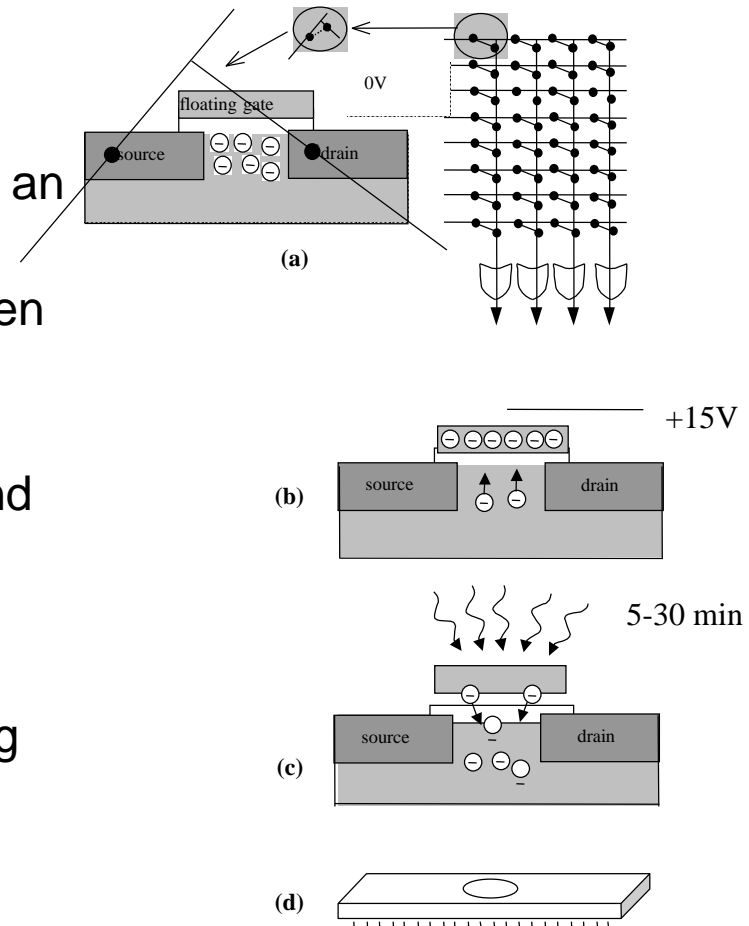 0V
floating gate
source
drain
an
(a)
en
+15V
nd
source
drain
(b)
5-30 min
g
source
drain
(c)
(d)